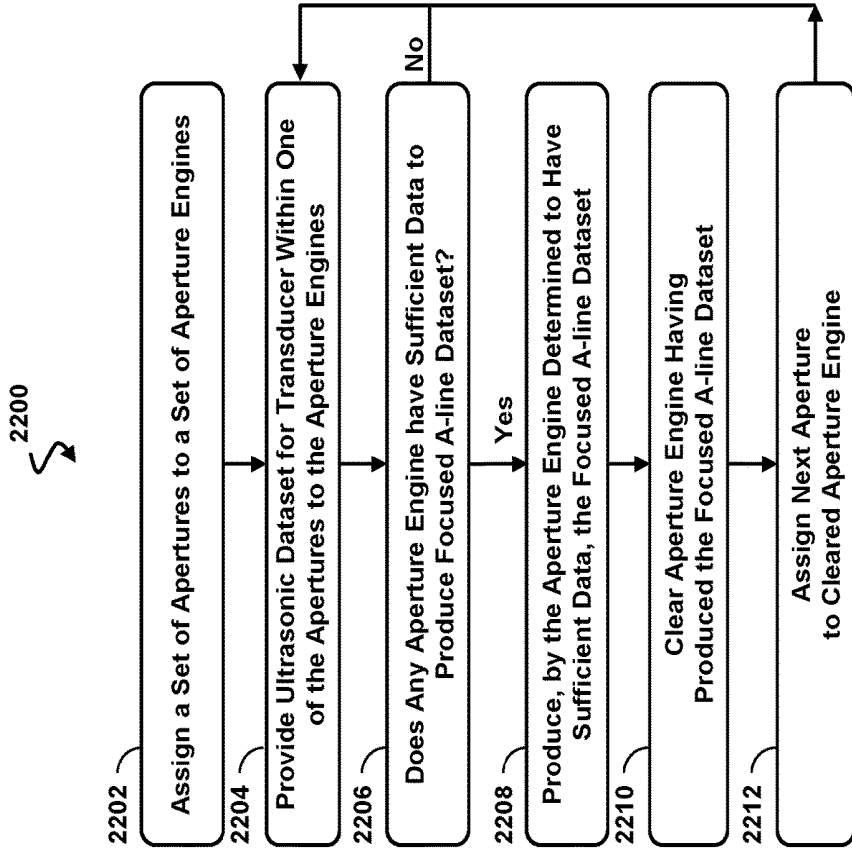 2200
2202
Assign a Set of Apertures to a Set of Aperture Engines
2204
Provide Ultrasonic Dataset for Transducer Within One
of the Apertures to the Aperture Engines
2206
Does Any Aperture Engine have Sufficient Data to
Produce Focused A-line Dataset?
No
Yes
2208
Produce, by the Aperture Engine Determined to Have
Sufficient Data, the Focused A-line Dataset
2210
Clear Aperture Engine Having
Produced the Focused A-line Dataset
2212
Assign Next Aperture
to Cleared Aperture Engine